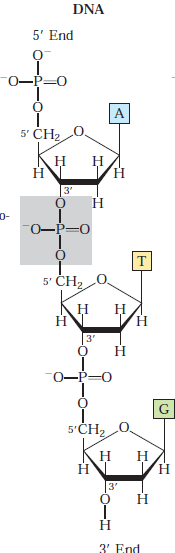 DNA
5′ End
O⁻
⁻O–P=O
O
5′ CH₂ O A
H H H H
3′
O H
o-
⁻O–P=O
O
5′ CH₂ O T
H H H H
3′
O H
⁻O–P=O
O
5′CH₂ O G
H H H H
3′
O H
H
3′ End